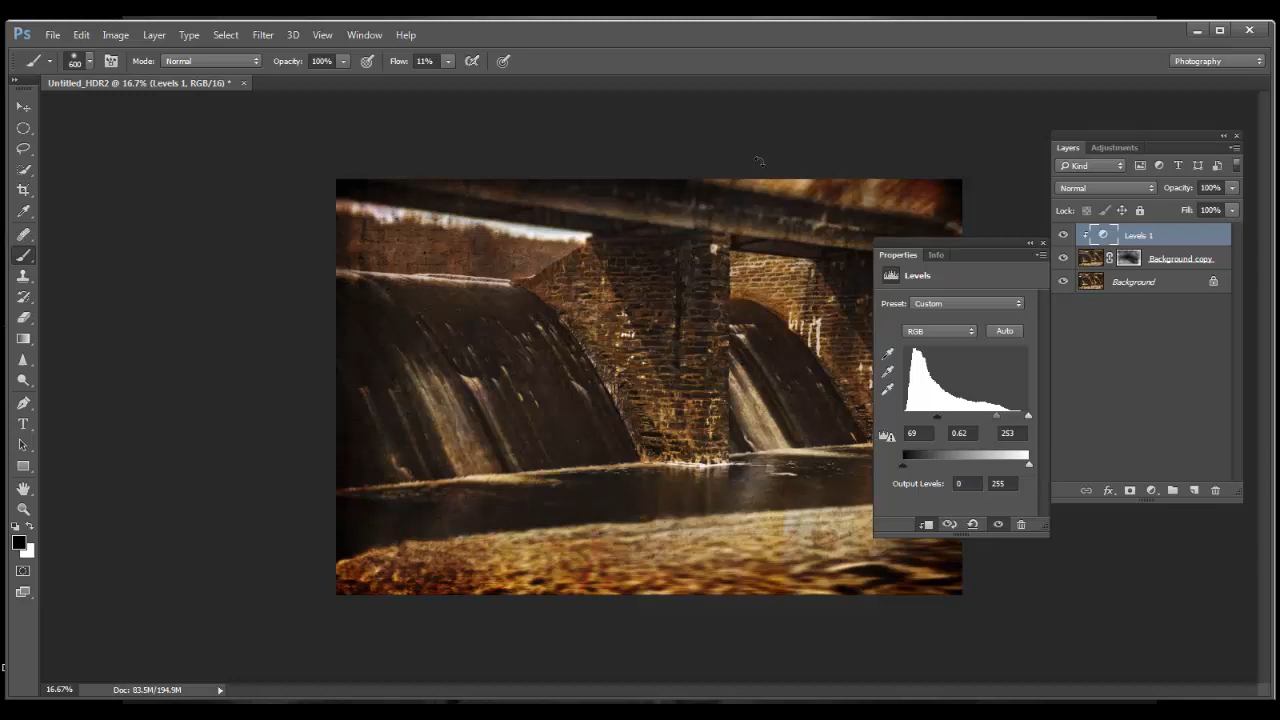 Ps File Edit Image Layer Type Select Filter 3D View Window Help
600 Mode: Normal Opacity: 100% Flow: 11% Photography
Untitled_HDR2 @ 16.7% (Levels 1, RGB/16) * ×
Layers Adjustments
Kind
Normal Opacity: 100%
Lock: Fill: 100%
Levels 1
Background copy
Background
Properties Info
Levels
Preset: Custom
RGB Auto
69 0.62 253
Output Levels: 0 255
fx
16.67% Doc: 83.5M/194.9M